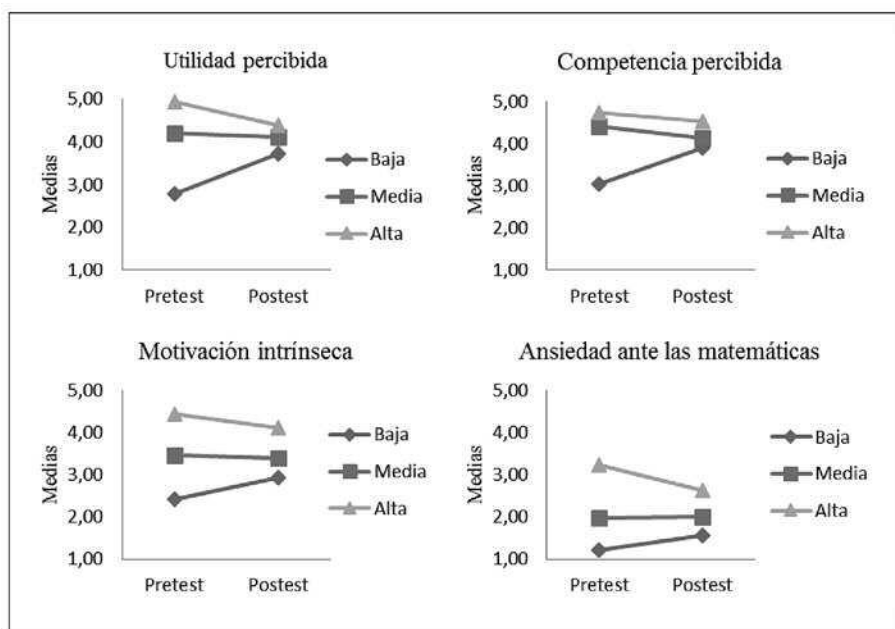 Utilidad percibida
Medias
5,00
4,00
3,00
2,00
1,00
Pretest
Postest
Baja
Media
Alta
Competencia percibida
Medias
5,00
4,00
3,00
2,00
1,00
Pretest
Postest
Baja
Media
Alta
Motivación intrínseca
Medias
5,00
4,00
3,00
2,00
1,00
Pretest
Postest
Baja
Media
Alta
Ansiedad ante las matemáticas
Medias
5,00
4,00
3,00
2,00
1,00
Pretest
Postest
Baja
Media
Alta